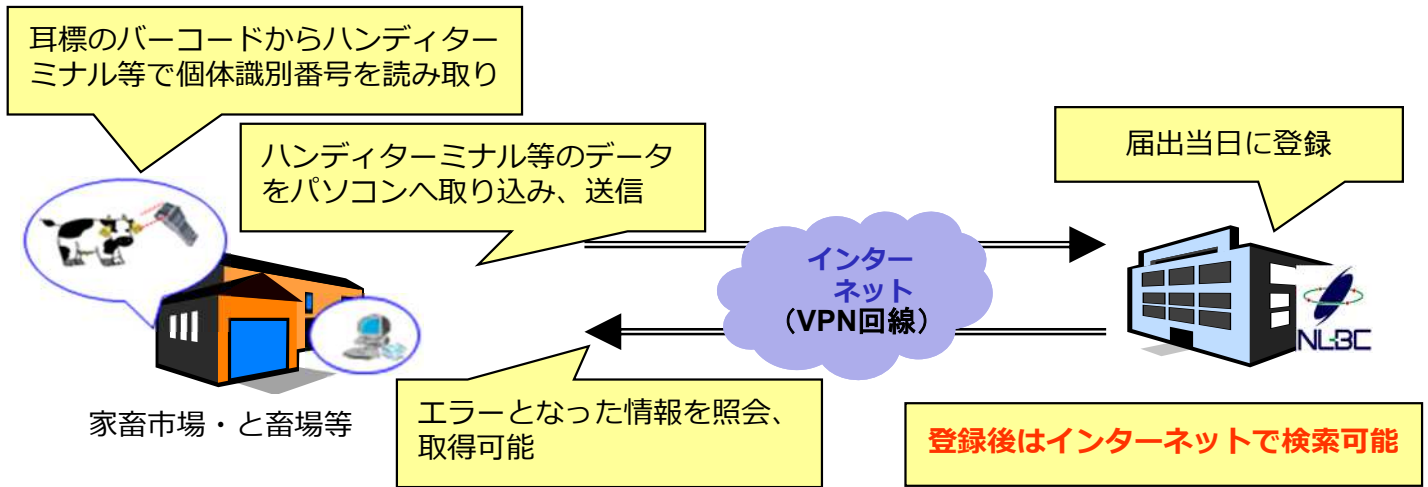 耳標のバーコードからハンディター
ミナル等で個体識別番号を読み取り
ハンディターミナル等のデータ
をパソコンへ取り込み、送信
届出当日に登録
インター
ネット
（VPN回線）
NLBC
家畜市場・と畜場等
エラーとなった情報を照会、
取得可能
登録後はインターネットで検索可能